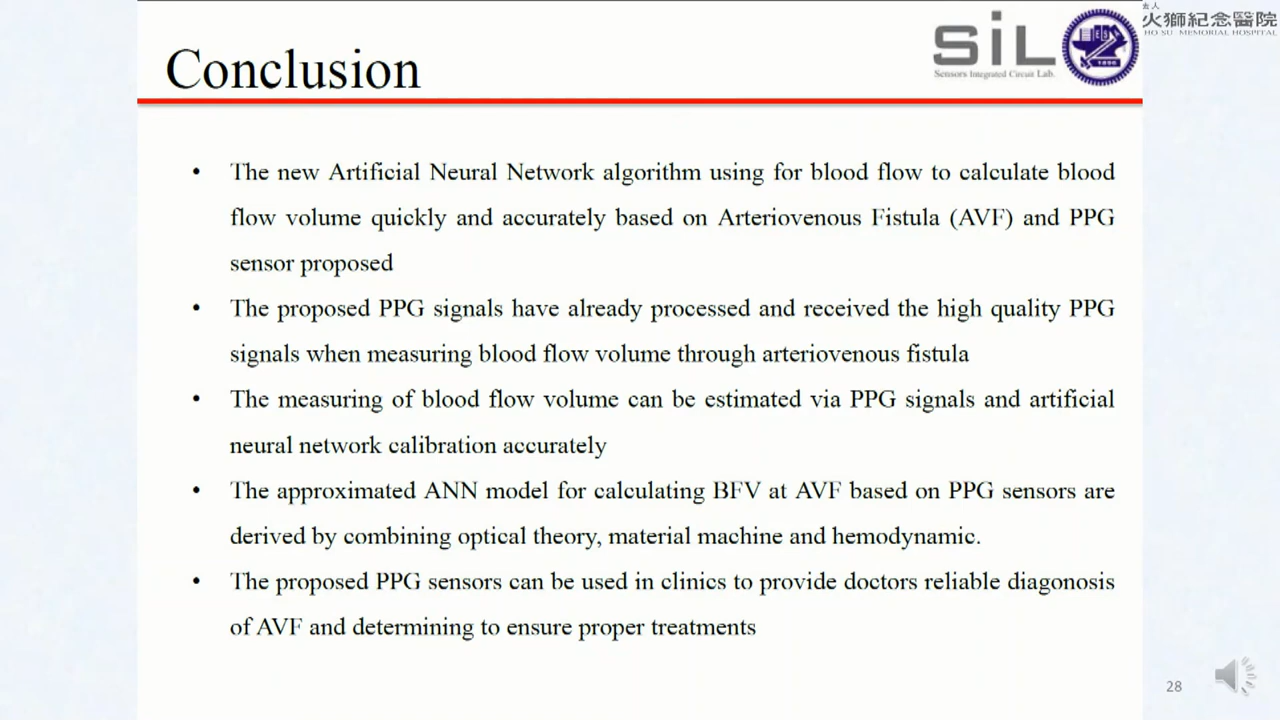 Conclusion
SiL
Sensors Integrated Circuit Lab.
1896
法人
火獅紀念醫院
HO SU MEMORIAL HOSPITAL
• The new Artificial Neural Network algorithm using for blood flow to calculate blood
flow volume quickly and accurately based on Arteriovenous Fistula (AVF) and PPG
sensor proposed
• The proposed PPG signals have already processed and received the high quality PPG
signals when measuring blood flow volume through arteriovenous fistula
• The measuring of blood flow volume can be estimated via PPG signals and artificial
neural network calibration accurately
• The approximated ANN model for calculating BFV at AVF based on PPG sensors are
derived by combining optical theory, material machine and hemodynamic.
• The proposed PPG sensors can be used in clinics to provide doctors reliable diagonosis
of AVF and determining to ensure proper treatments
28